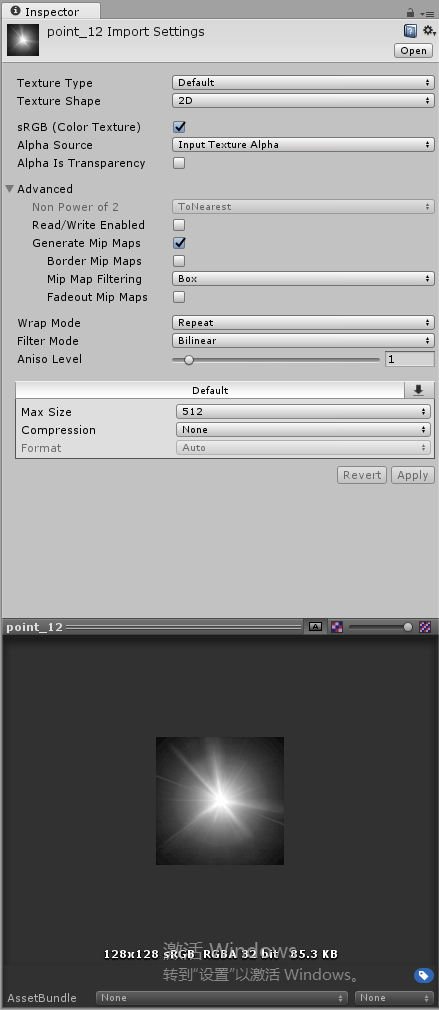 Inspector
point_12 Import Settings
Open
Texture Type Default
Texture Shape 2D
sRGB (Color Texture)
Alpha Source Input Texture Alpha
Alpha Is Transparency
Advanced
Non Power of 2 ToNearest
Read/Write Enabled
Generate Mip Maps
Border Mip Maps
Mip Map Filtering Box
Fadeout Mip Maps
Wrap Mode Repeat
Filter Mode Bilinear
Aniso Level 1
Default
Max Size 512
Compression None
Format Auto
Revert Apply
point_12
A
激活 Windows
128x128 sRGB RGBA 32 bit 85.3 KB
转到“设置”以激活 Windows。
AssetBundle None None